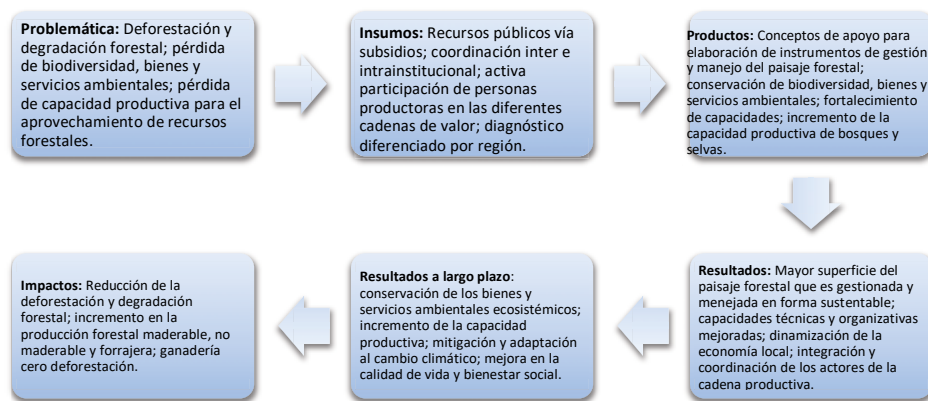 Problemática: Deforestación y
degradación forestal; pérdida
de biodiversidad, bienes y
servicios ambientales; pérdida
de capacidad productiva para el
aprovechamiento de recursos
forestales.
Insumos: Recursos públicos vía
subsidios; coordinación inter e
intrainstitucional; activa
participación de personas
productoras en las diferentes
cadenas de valor; diagnóstico
diferenciado por región.
Productos: Conceptos de apoyo para
elaboración de instrumentos de gestión
y manejo del paisaje forestal;
conservación de biodiversidad, bienes y
servicios ambientales; fortalecimiento
de capacidades; incremento de la
capacidad productiva de bosques y
selvas.
Resultados: Mayor superficie del
paisaje forestal que es gestionada y
menejada en forma sustentable;
capacidades técnicas y organizativas
mejoradas; dinamización de la
economía local; integración y
coordinación de los actores de la
cadena productiva.
Resultados a largo plazo:
conservación de los bienes y
servicios ambientales ecosistémicos;
incremento de la capacidad
productiva; mitigación y adaptación
al cambio climático; mejora en la
calidad de vida y bienestar social.
Impactos: Reducción de la
deforestación y degradación
forestal; incremento en la
producción forestal maderable, no
maderable y forrajera; ganadería
cero deforestación.